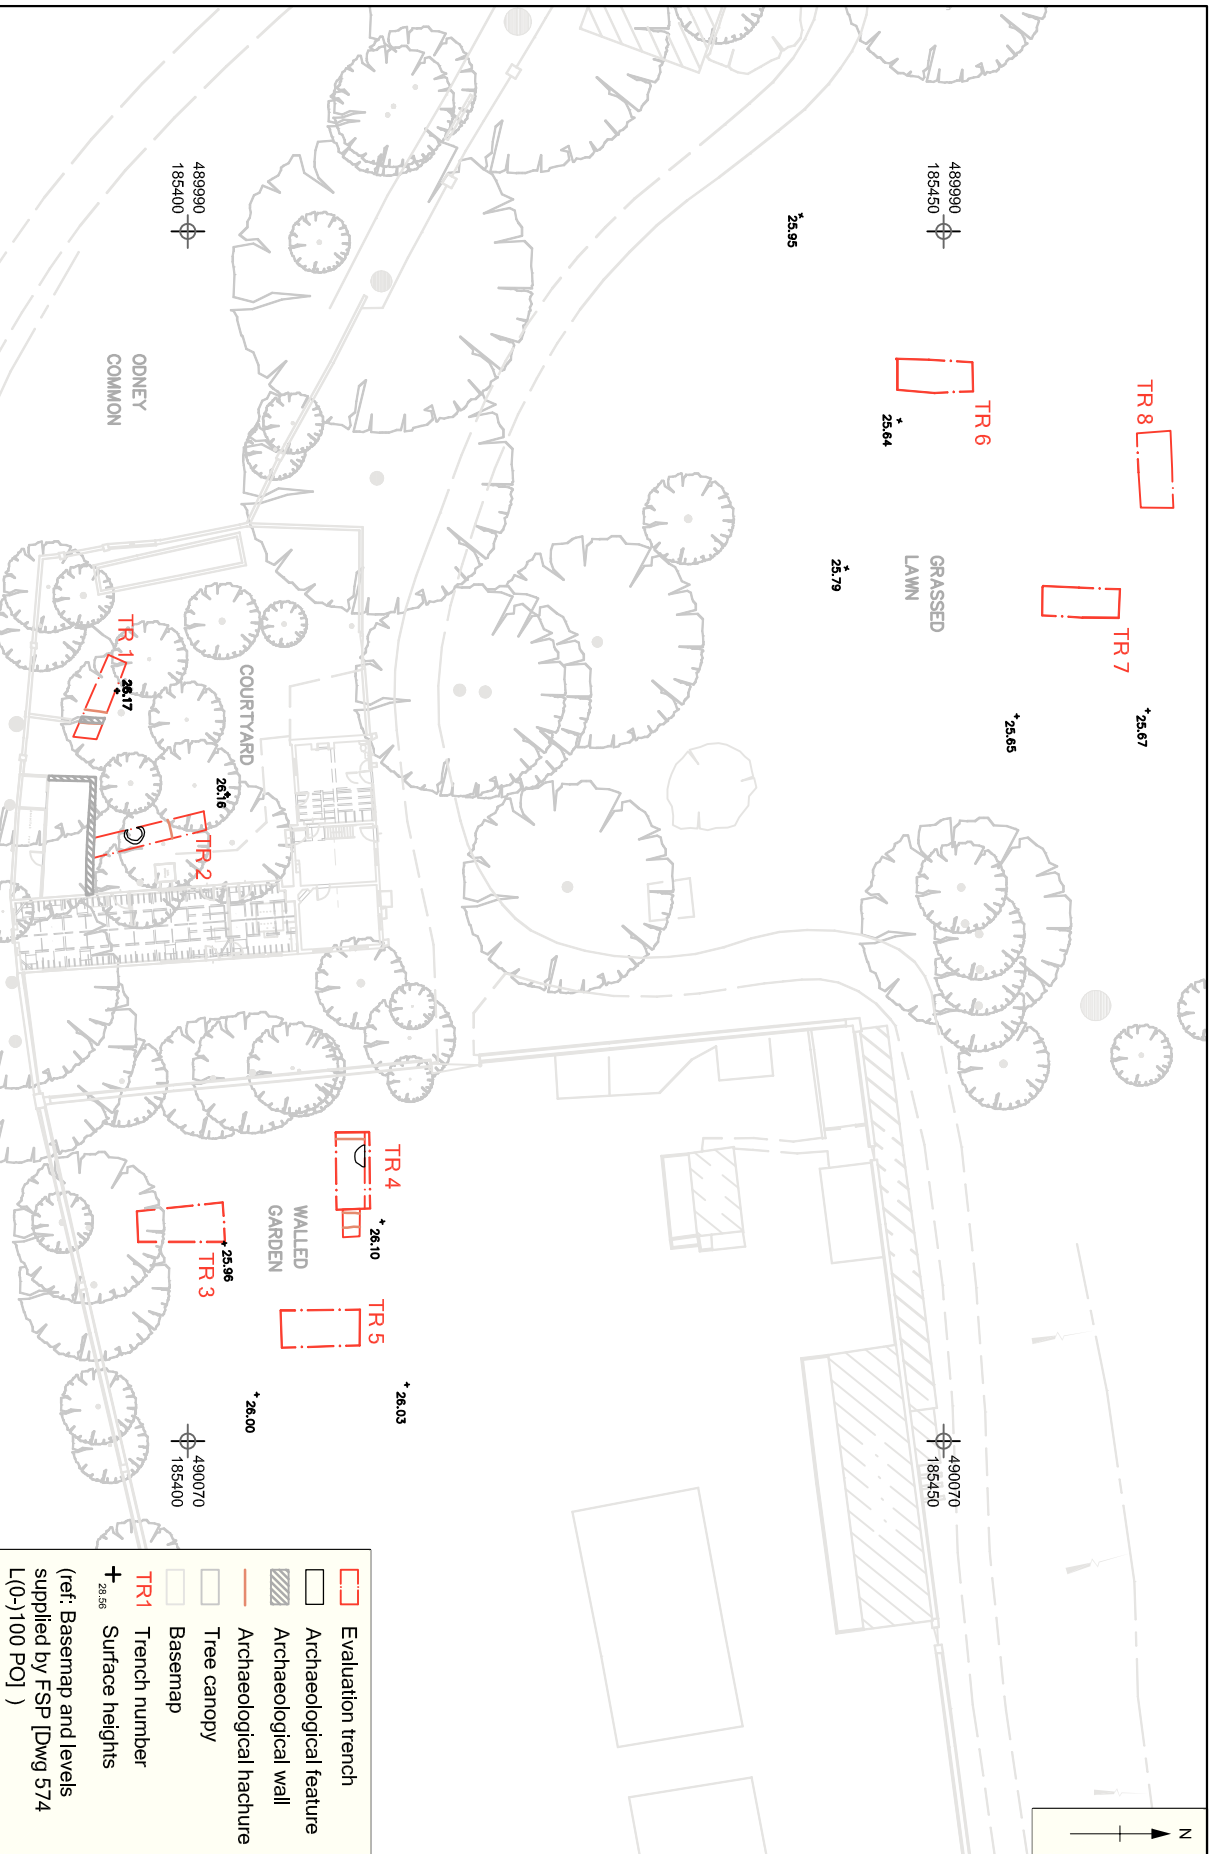 N
TR 8
TR 7
TR 6
489990
185450
GRASSED
LAWN
490070
185450
25.95
25.64
25.79
25.67
25.65
489990
185400
ODNEY
COMMON
COURTYARD
TR 1
26.17
26.16
TR 2
TR 4
26.10
WALLED
GARDEN
25.96
TR 3
TR 5
26.03
26.00
490070
185400
Evaluation trench
Archaeological feature
Archaeological wall
Archaeological hachure
Tree canopy
Basemap
TR1 Trench number
28.56 Surface heights
(ref: Basemap and levels
supplied by FSP [Dwg 574
L(0-)100 PO] )